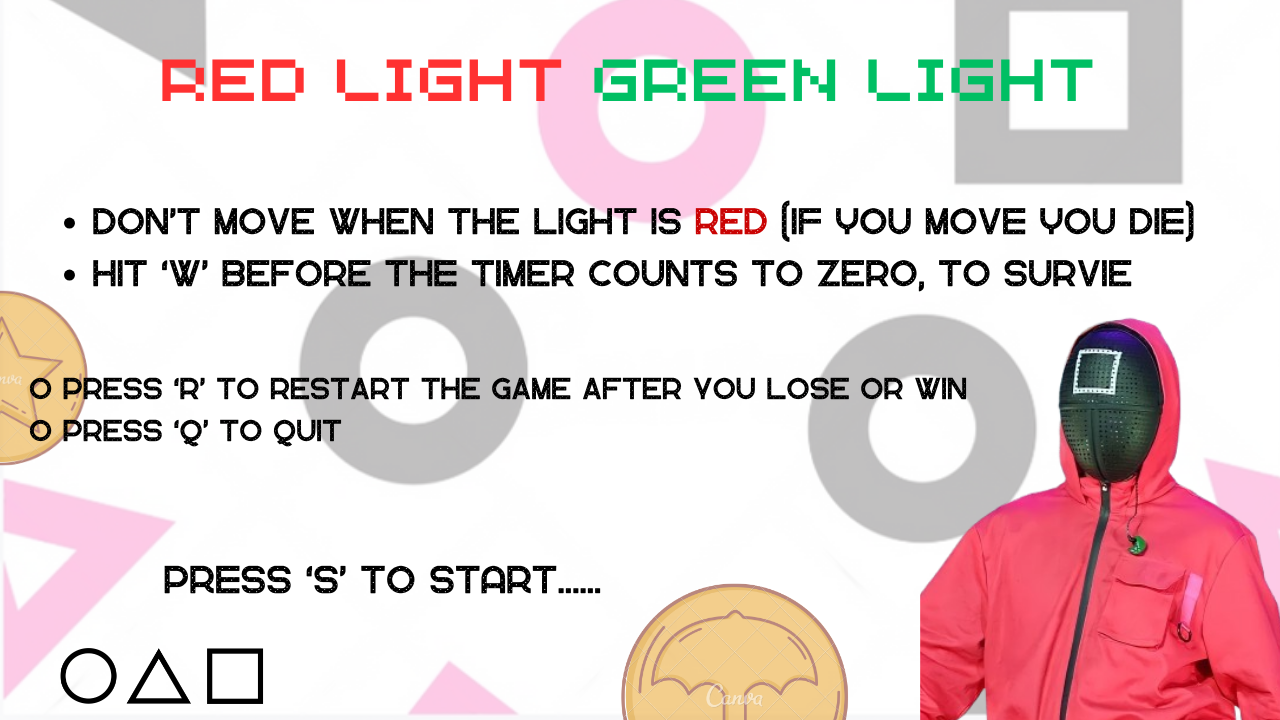 RED LIGHT GREEN LIGHT
• DON'T MOVE WHEN THE LIGHT IS RED (IF YOU MOVE YOU DIE)
• HIT ‘W’ BEFORE THE TIMER COUNTS TO ZERO, TO SURVIE
O PRESS ‘R’ TO RESTART THE GAME AFTER YOU LOSE OR WIN
O PRESS ‘Q’ TO QUIT
PRESS ‘S’ TO START......
Canva